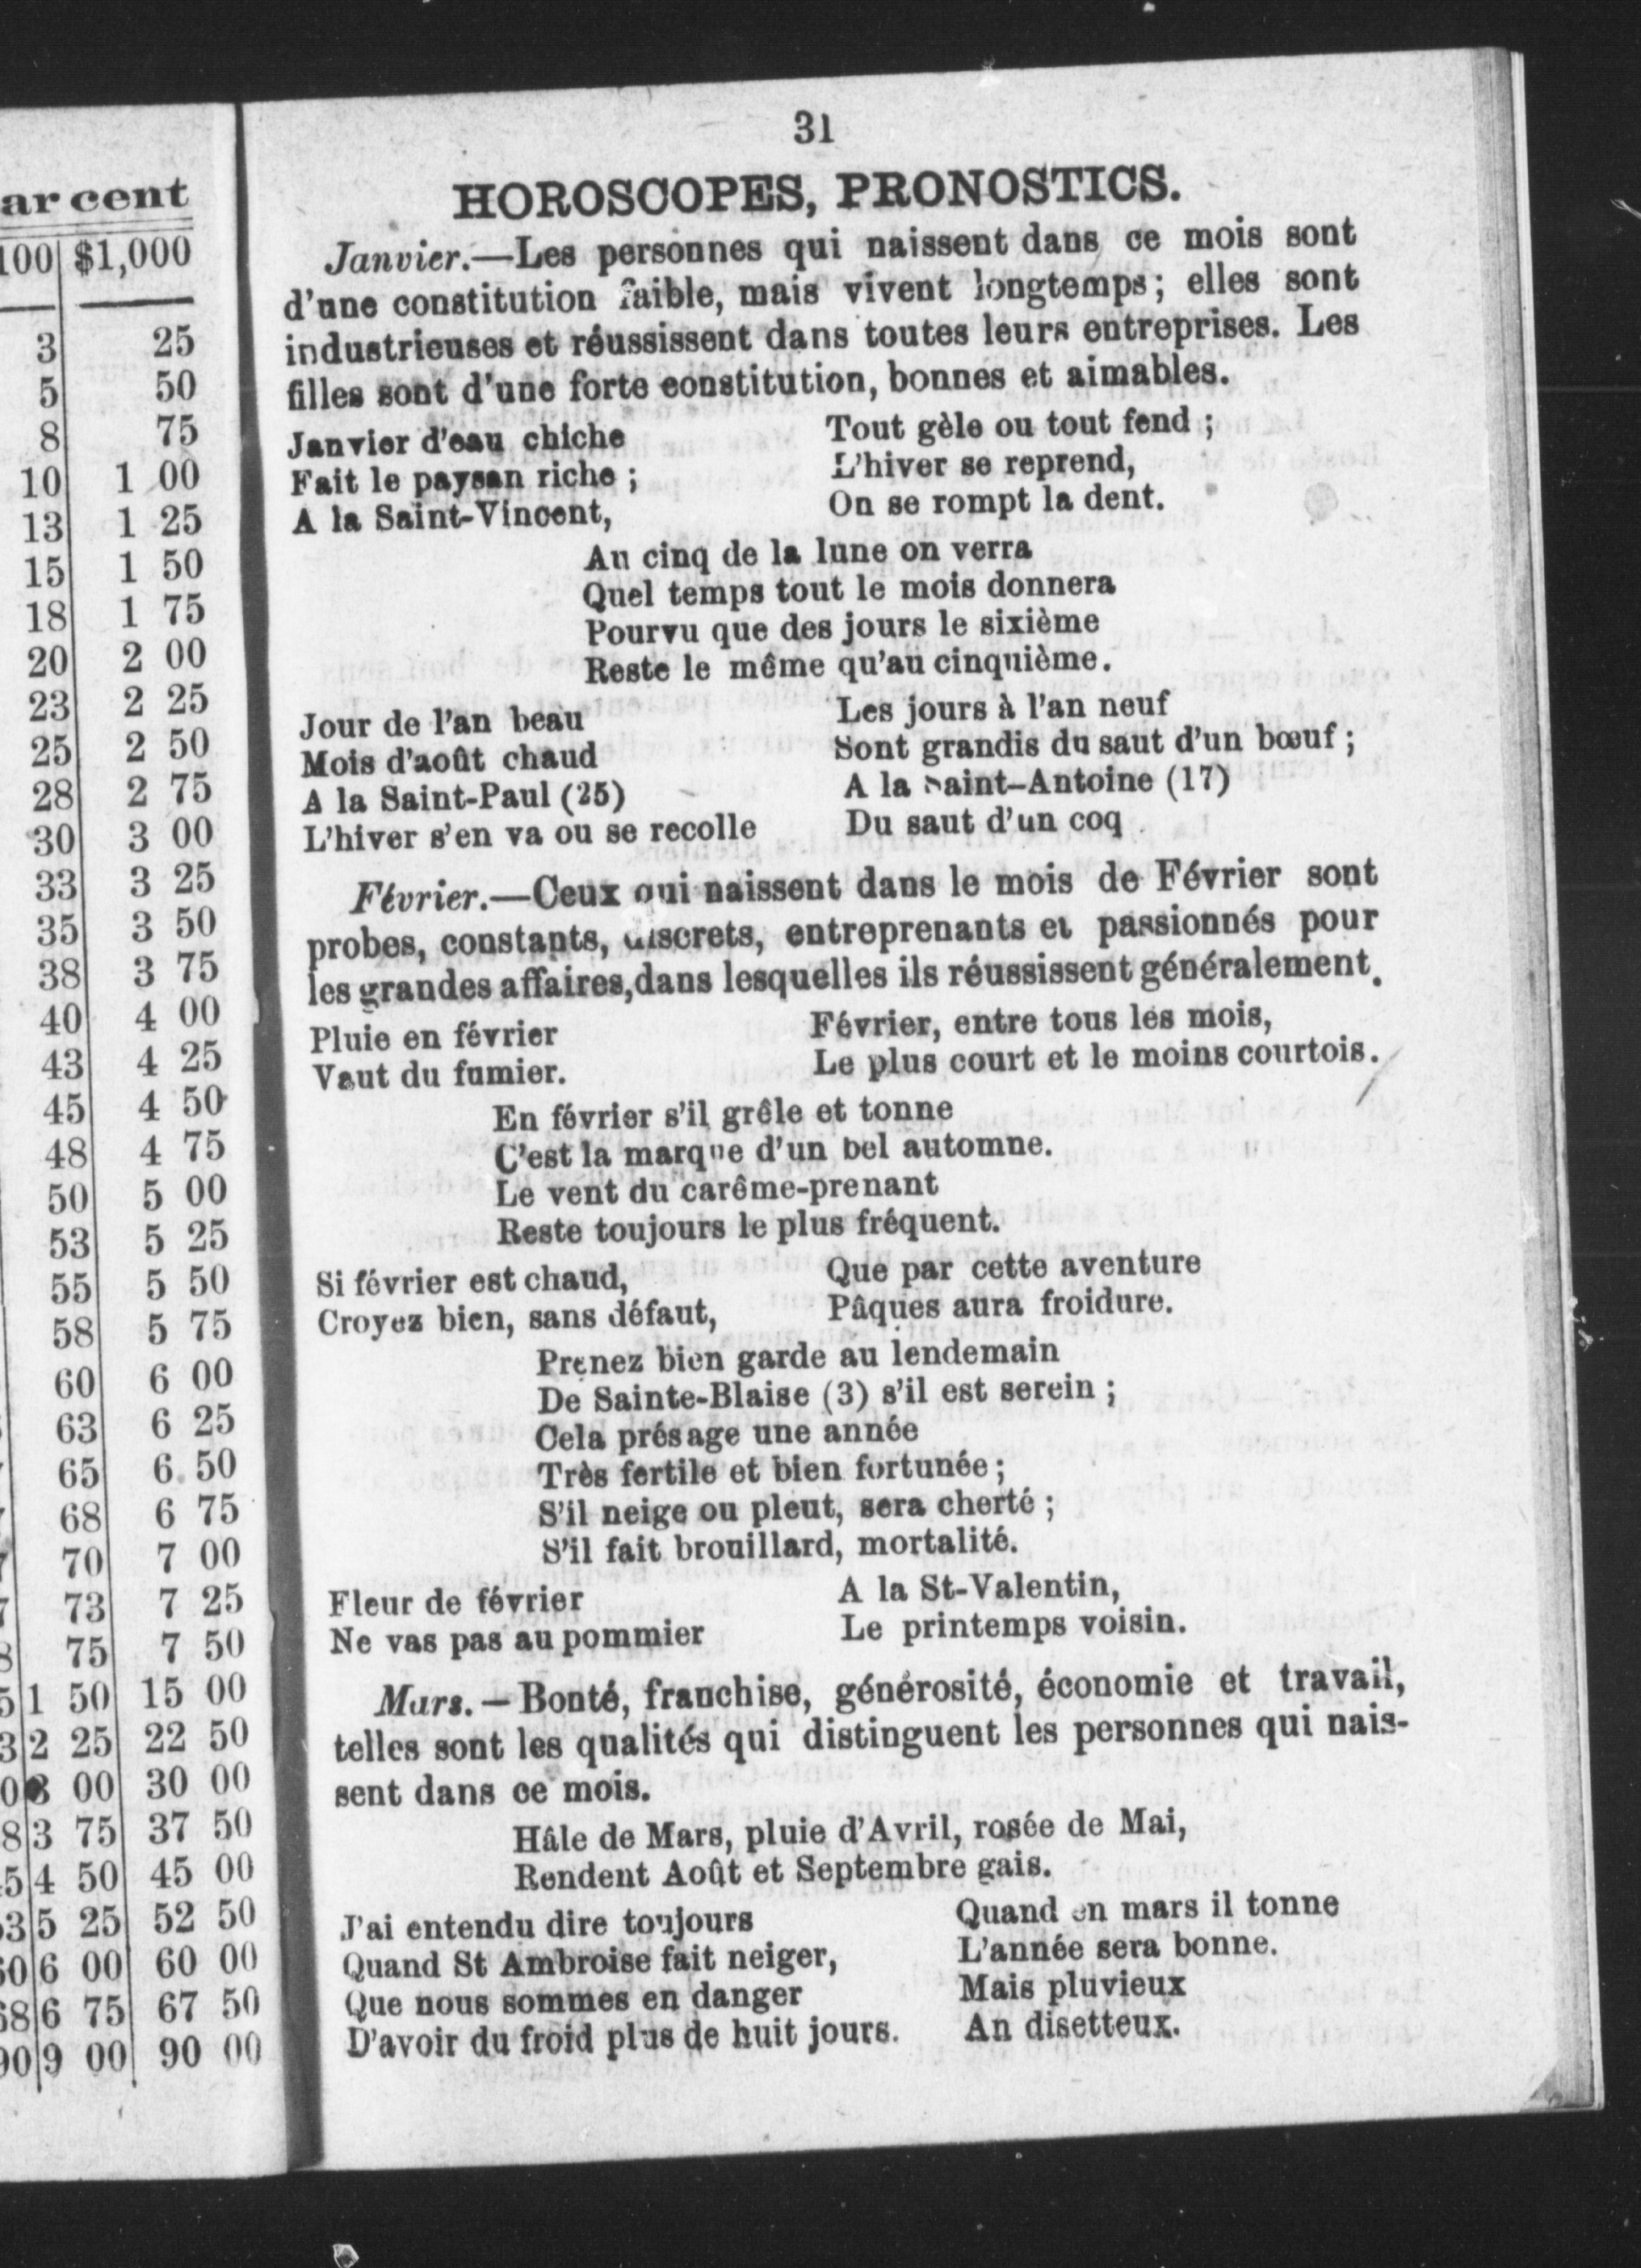 ar cent
100 $1,000
3 25
5 50
8 75
10 1 00
13 1 25
15 1 50
18 1 75
20 2 00
23 2 25
25 2 50
28 2 75
30 3 00
33 3 25
35 3 50
38 3 75
40 4 00
43 4 25
45 4 50
48 4 75
50 5 00
53 5 25
55 5 50
58 5 75
60 6 00
63 6 25
65 6 50
68 6 75
70 7 00
73 7 25
75 7 50
1 50 15 00
2 25 22 50
3 00 30 00
3 75 37 50
4 50 45 00
5 25 52 50
6 00 60 00
6 75 67 50
9 00 90 00
31
HOROSCOPES, PRONOSTICS.
Janvier.—Les personnes qui naissent dans ce mois sont
d'une constitution faible, mais vivent longtemps; elles sont
industrieuses et réussissent dans toutes leurs entreprises. Les
filles sont d'une forte constitution, bonnes et aimables.
Janvier d'eau chiche
Fait le paysan riche ;
A la Saint-Vincent,
Tout gèle ou tout fend ;
L'hiver se reprend,
On se rompt la dent.
Au cinq de la lune on verra
Quel temps tout le mois donnera
Pourvu que des jours le sixième
Reste le même qu'au cinquième.
Jour de l'an beau
Mois d'août chaud
A la Saint-Paul (25)
L'hiver s'en va ou se recolle
Les jours à l'an neuf
Sont grandis du saut d'un bœuf ;
A la Saint-Antoine (17)
Du saut d'un coq
Février.—Ceux qui naissent dans le mois de Février sont
probes, constants, discrets, entreprenants et passionnés pour
les grandes affaires,dans lesquelles ils réussissent généralement.
Pluie en février
Vaut du fumier.
Février, entre tous les mois,
Le plus court et le moins courtois.
En février s'il grêle et tonne
C'est la marque d'un bel automne.
Le vent du carême-prenant
Reste toujours le plus fréquent.
Si février est chaud,
Croyez bien, sans défaut,
Que par cette aventure
Pâques aura froidure.
Prenez bien garde au lendemain
De Sainte-Blaise (3) s'il est serein ;
Cela présage une année
Très fertile et bien fortunée ;
S'il neige ou pleut, sera cherté ;
S'il fait brouillard, mortalité.
Fleur de février
Ne vas pas au pommier
A la St-Valentin,
Le printemps voisin.
Mars.—Bonté, franchise, générosité, économie et travail,
telles sont les qualités qui distinguent les personnes qui nais-
sent dans ce mois.
Hâle de Mars, pluie d'Avril, rosée de Mai,
Rendent Août et Septembre gais.
J'ai entendu dire toujours
Quand St Ambroise fait neiger,
Que nous sommes en danger
D'avoir du froid plus de huit jours.
Quand en mars il tonne
L'année sera bonne.
Mais pluvieux
An disetteux.